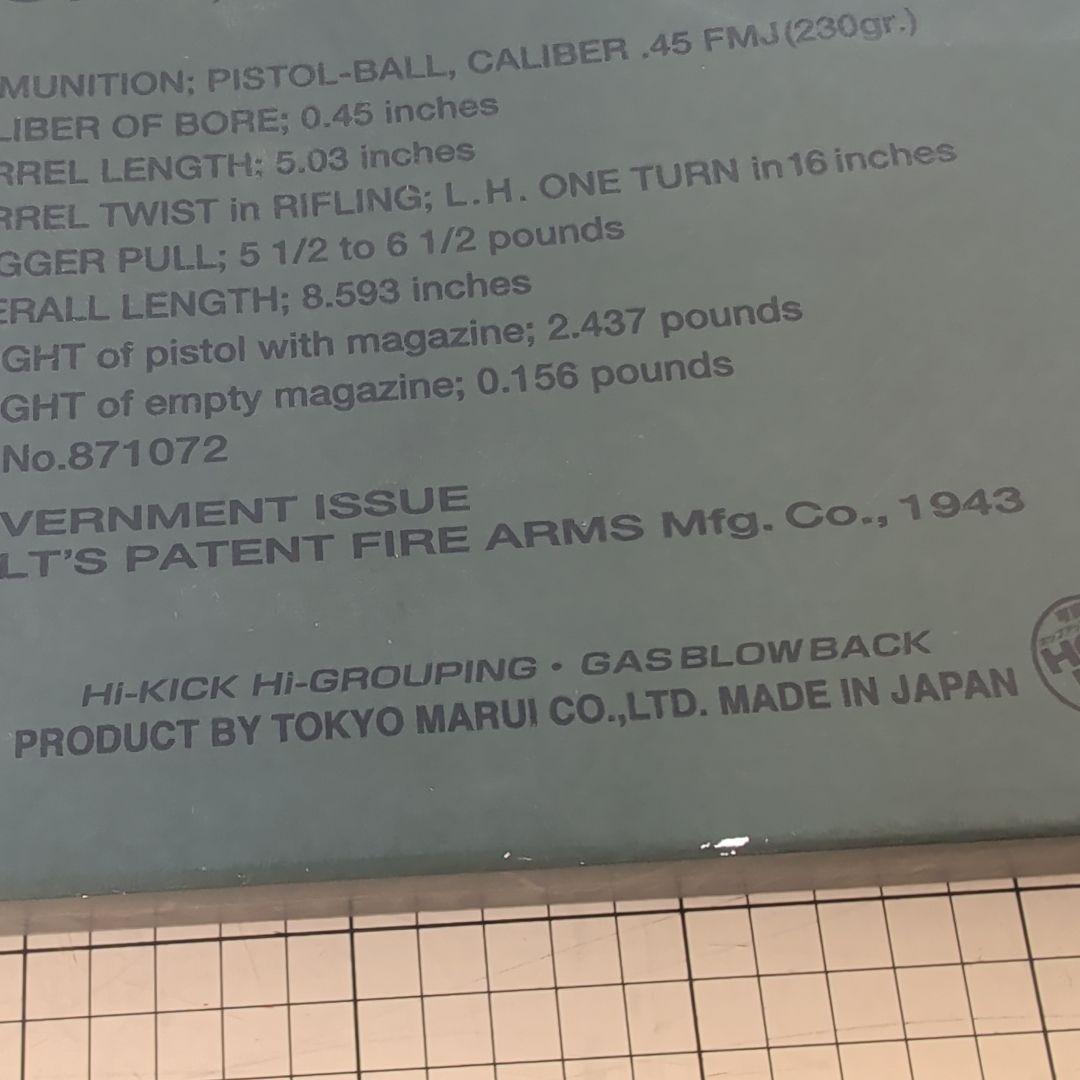 MUNITION; PISTOL-BALL, CALIBER .45 FMJ(230gr.)
LIBER OF BORE; 0.45 inches
RREL LENGTH; 5.03 inches
RREL TWIST in RIFLING; L.H. ONE TURN in 16 inches
GGER PULL; 5 1/2 to 6 1/2 pounds
ERALL LENGTH; 8.593 inches
GHT of pistol with magazine; 2.437 pounds
GHT of empty magazine; 0.156 pounds
No.871072
VERNMENT ISSUE
LT'S PATENT FIRE ARMS Mfg. Co., 1943
Hi-KICK Hi-GROUPING • GAS BLOWBACK
PRODUCT BY TOKYO MARUI CO.,LTD. MADE IN JAPAN